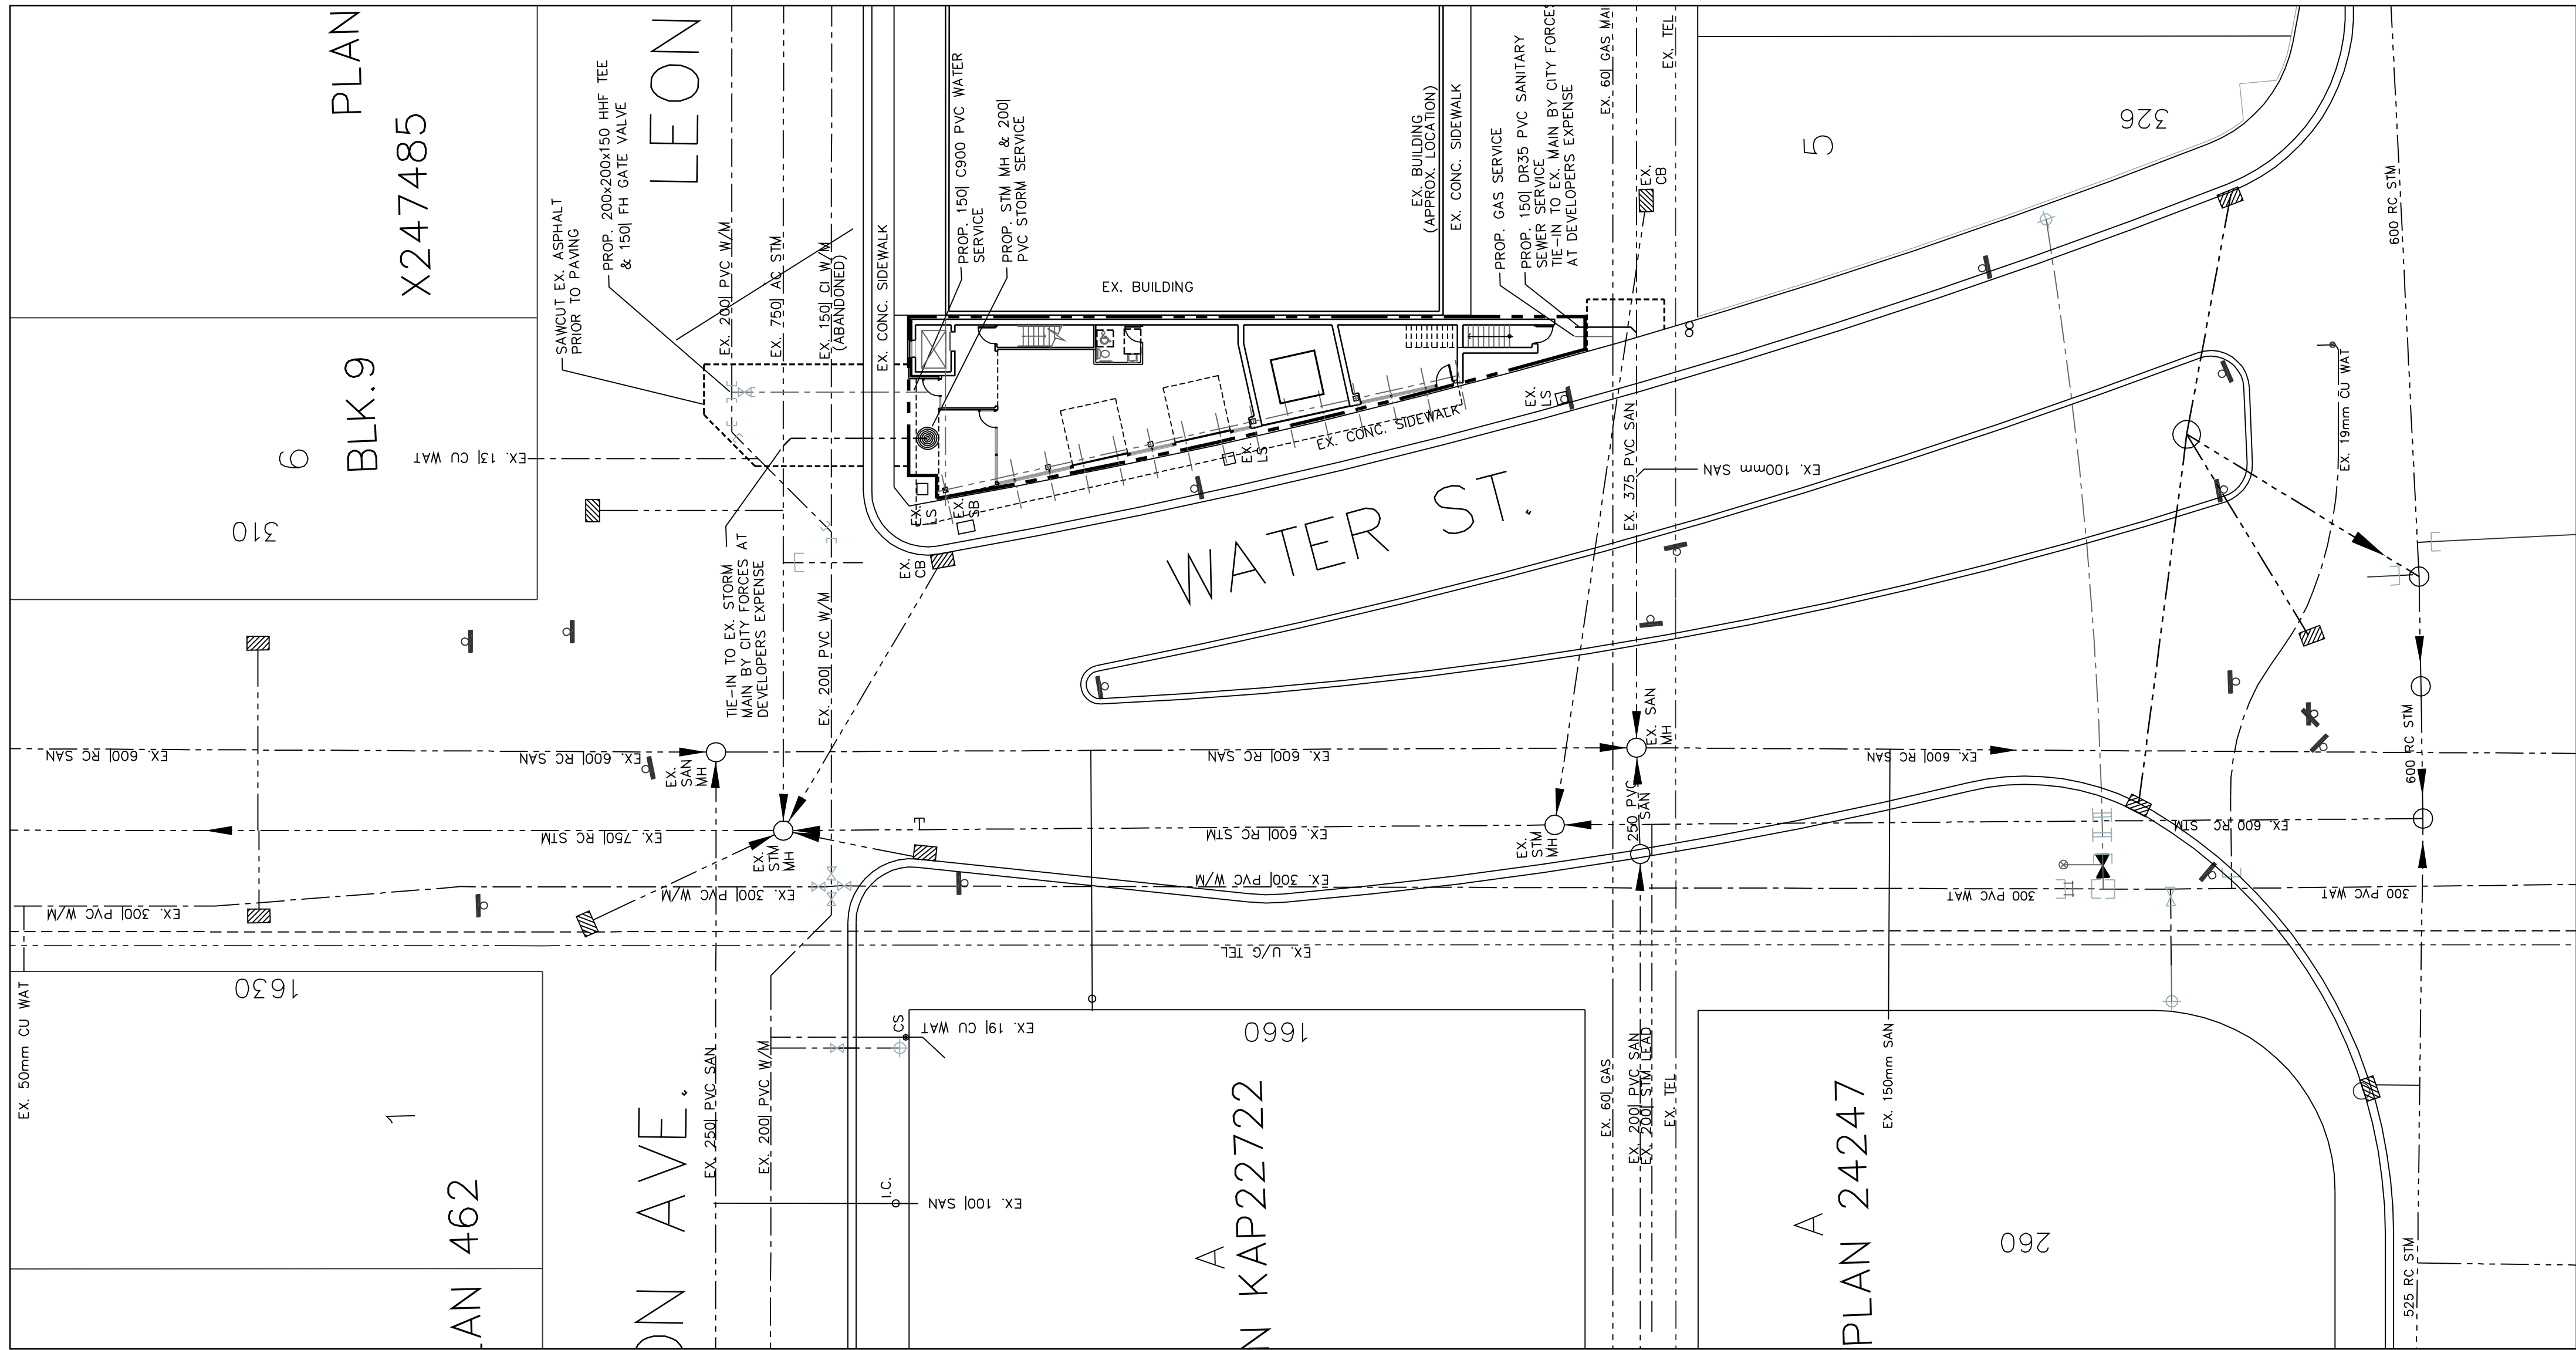 PLAN
X247485
BLK.9
9
310
LEON
SAWCUT EX. ASPHALT
PRIOR TO PAVING
PROP. 200x200x150 HHF TEE
& 150| FH GATE VALVE
EX. 200| PVC W/M
EX. 750| AC STM
EX. 150| CI W/M
(ABANDONED)
EX. CONC. SIDEWALK
PROP. 150| C900 PVC WATER
SERVICE
PROP. STM MH & 200|
PVC STORM SERVICE
EX. BUILDING
EX. BUILDING
(APPROX. LOCATION)
EX. CONC. SIDEWALK
PROP. GAS SERVICE
PROP. 150| DR35 PVC SANITARY
SEWER SERVICE
TIE-IN TO EX. MAIN BY CITY FORCES
AT DEVELOPERS EXPENSE
EX. 60| GAS MAI
EX. TEL
EX.
CB
5
326
600 RC STM
EX. 13| CU WAT
EX.
LS
EX.
SB
EX.
CB
EX.
LS
EX. CONC. SIDEWALK
EX.
LS
EX. 375 PVC SAN
EX. 100mm SAN
EX. 19mm CU WAT
WATER ST.
TIE-IN TO EX. STORM
MAIN BY CITY FORCES AT
DEVELOPERS EXPENSE
EX. 200| PVC W/M
EX. 600| RC SAN
EX. 600| RC SAN
EX.
SAN
MH
EX. 600| RC SAN
EX. SAN
MH
EX. 600| RC SAN
600 RC STM
EX. 750| RC STM
EX.
STM
MH
EX. 600| RC STM
EX.
STM
MH
250 PVC
SAN
EX. 600 RC STM
EX. 300| PVC W/M
EX. 300| PVC W/M
EX. 300| PVC W/M
300 PVC WAT
300 PVC WAT
EX. U/G TEL
EX. 50mm CU WAT
1630
1
AN 462
ON AVE.
EX. 250| PVC SAN
EX. 200| PVC W/M
CS
EX. 19| CU WAT
I.C.
EX. 100| SAN
1660
A
N KAP22722
EX. 60| GAS
EX. 200| PVC SAN
EX. 200| STM LEAD
EX. TEL
A
PLAN 24247
EX. 150mm SAN
260
525 RC STM